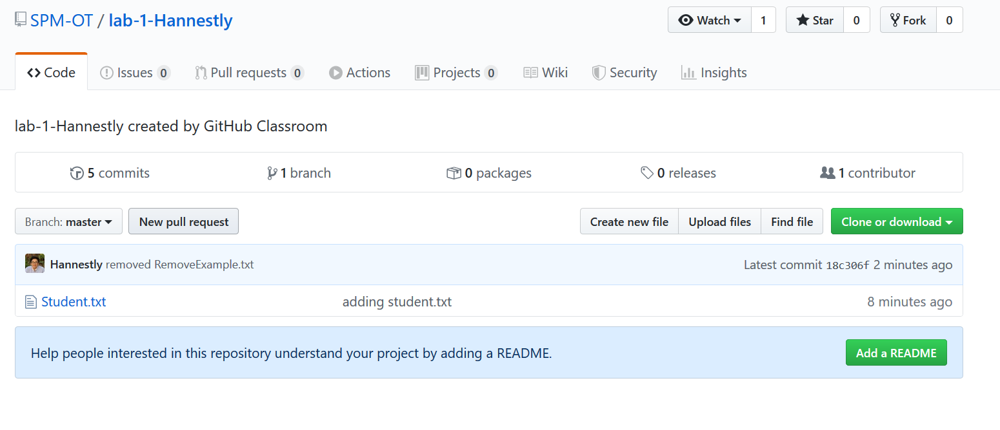 SPM-OT / lab-1-Hannestly Watch 1 Star 0 Fork 0
Code Issues 0 Pull requests 0 Actions Projects 0 Wiki Security Insights
lab-1-Hannestly created by GitHub Classroom
5 commits 1 branch 0 packages 0 releases 1 contributor
Branch: master New pull request Create new file Upload files Find file Clone or download
Hannestly removed RemoveExample.txt Latest commit 18c306f 2 minutes ago
Student.txt adding student.txt 8 minutes ago
Help people interested in this repository understand your project by adding a README. Add a README